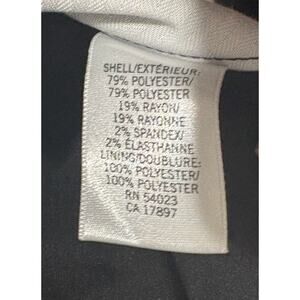 SHELL/EXTÉRIEUR:
79% POLYESTER/
79% POLYESTER
19% RAYON/
19% RAYONNE
2% SPANDEX/
2% ÉLASTHANNE
LINING/DOUBLURE:
100% POLYESTER/
100% POLYESTER
RN 54023
CA 17897